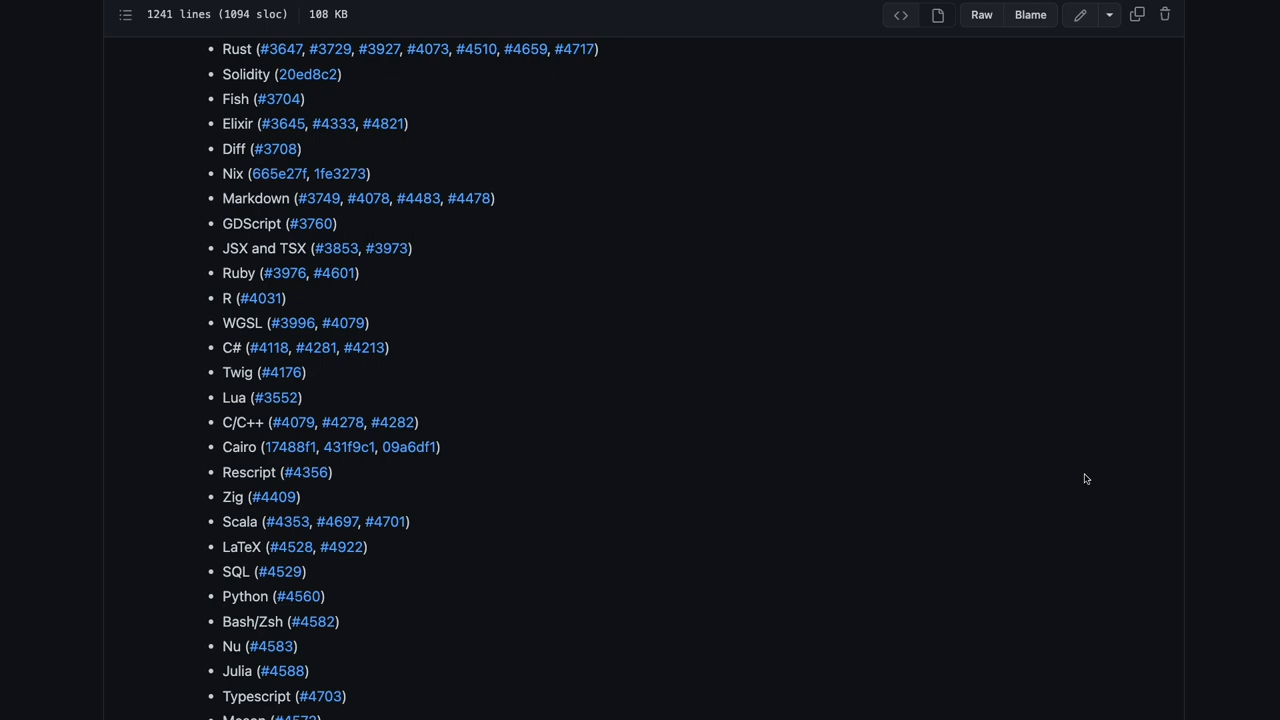 1241 lines (1094 sloc) 108 KB Raw Blame
Rust (#3647, #3729, #3927, #4073, #4510, #4659, #4717)
Solidity (20ed8c2)
Fish (#3704)
Elixir (#3645, #4333, #4821)
Diff (#3708)
Nix (665e27f, 1fe3273)
Markdown (#3749, #4078, #4483, #4478)
GDScript (#3760)
JSX and TSX (#3853, #3973)
Ruby (#3976, #4601)
R (#4031)
WGSL (#3996, #4079)
C# (#4118, #4281, #4213)
Twig (#4176)
Lua (#3552)
C/C++ (#4079, #4278, #4282)
Cairo (17488f1, 431f9c1, 09a6df1)
Rescript (#4356)
Zig (#4409)
Scala (#4353, #4697, #4701)
LaTeX (#4528, #4922)
SQL (#4529)
Python (#4560)
Bash/Zsh (#4582)
Nu (#4583)
Julia (#4588)
Typescript (#4703)
Meson (#4572)